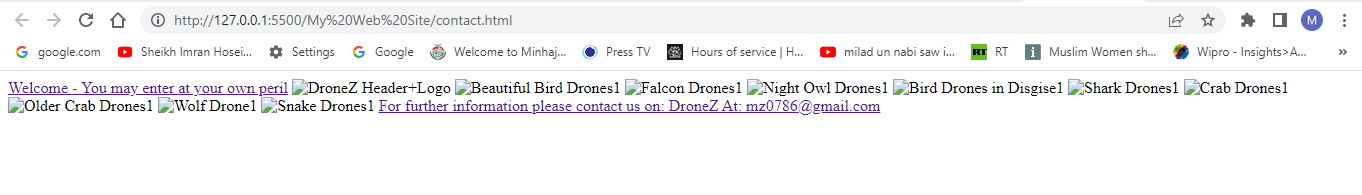 http://127.0.0.1:5500/My%20Web%20Site/contact.html
M
google.com Sheikh Imran Hosei... Settings Google Welcome to Minhaj... Press TV Hours of service | H... milad un nabi saw i... RT RT Muslim Women sh... Wipro - Insights>A... »
Welcome - You may enter at your own peril DroneZ Header+Logo Beautiful Bird Drones1 Falcon Drones1 Night Owl Drones1 Bird Drones in Disgise1 Shark Drones1 Crab Drones1
Older Crab Drones1 Wolf Drone1 Snake Drones1 For further information please contact us on: DroneZ At: mz0786@gmail.com